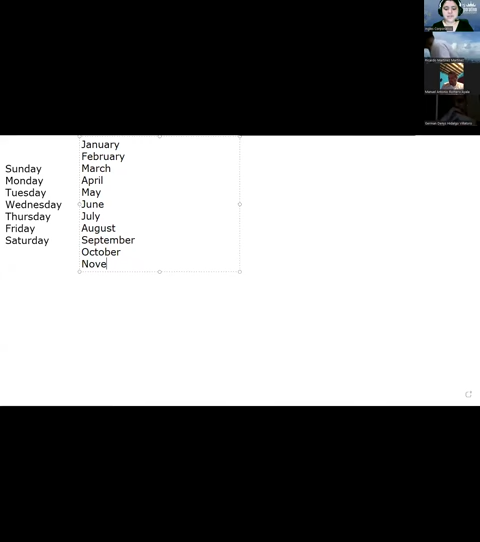 Sunday
Monday
Tuesday
Wednesday
Thursday
Friday
Saturday
January
February
March
April
May
June
July
August
September
October
Nove